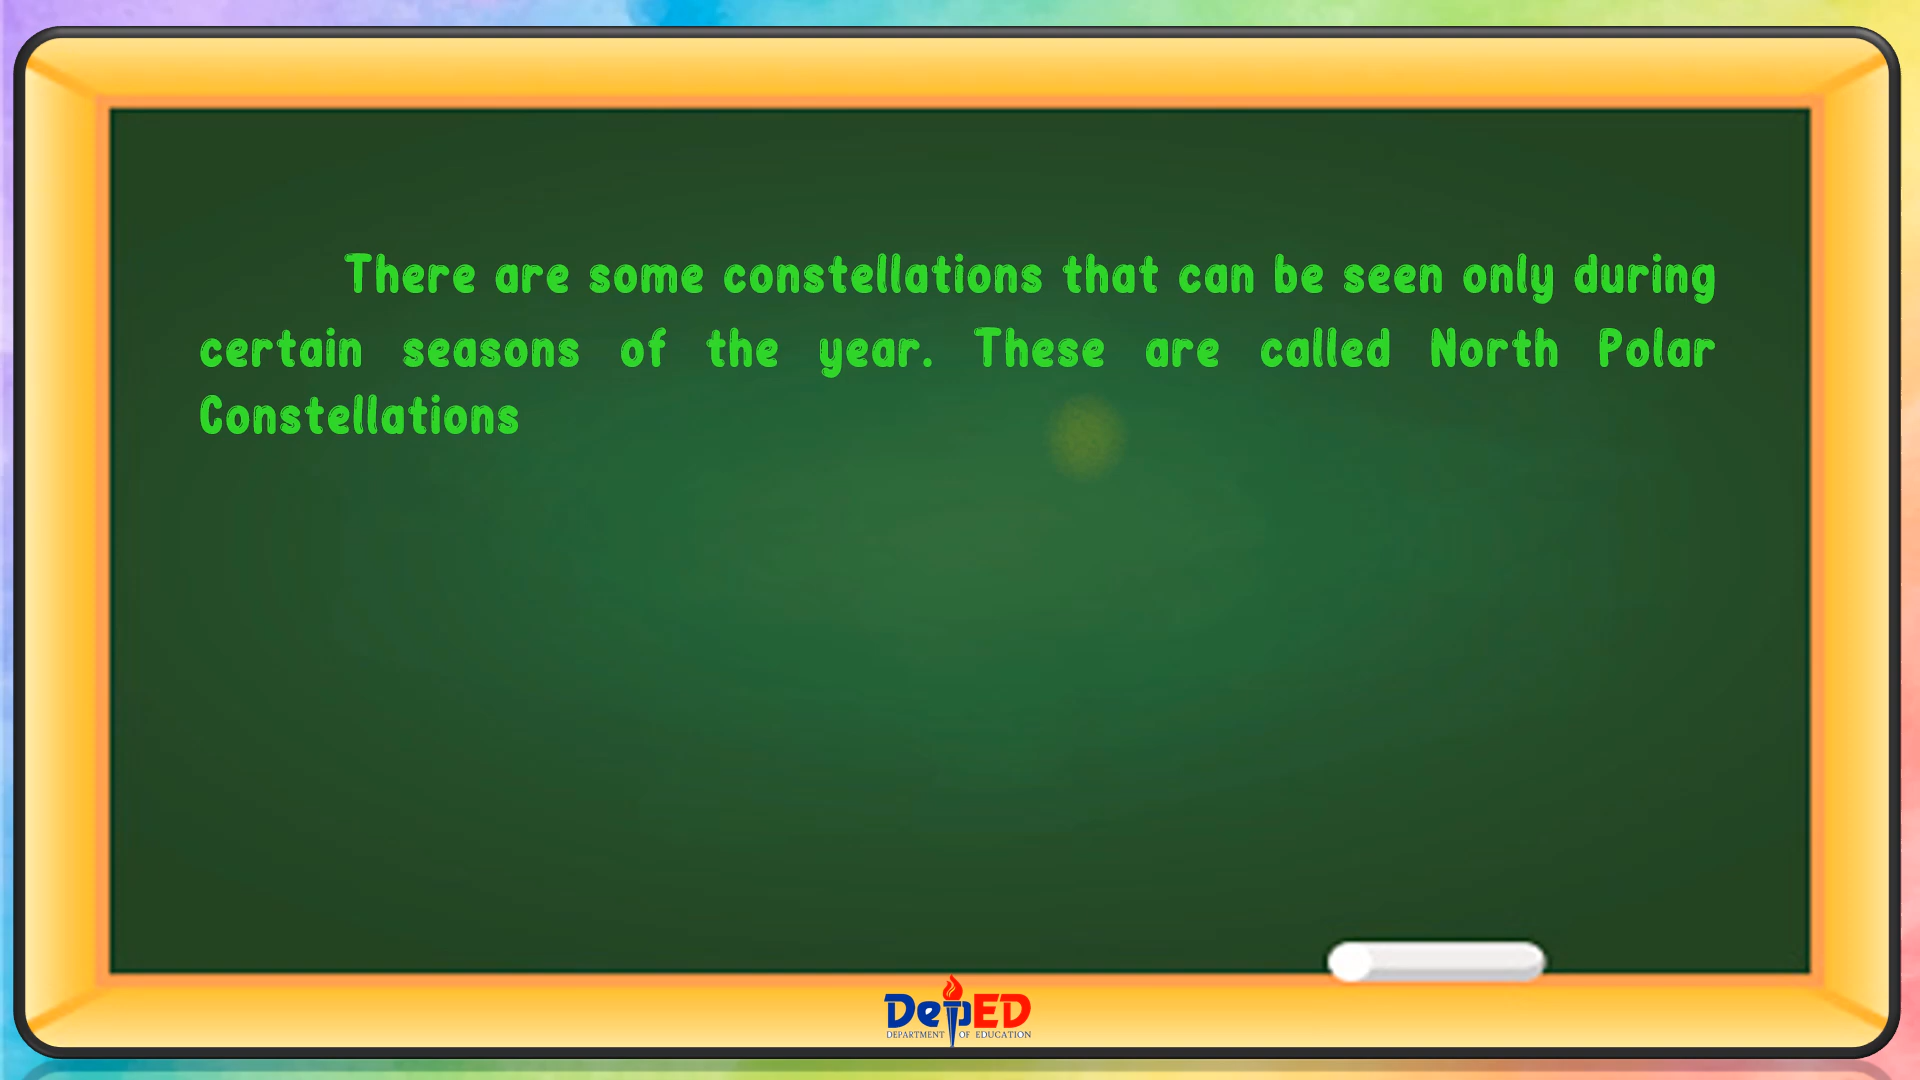 There are some constellations that can be seen only during
certain seasons of the year. These are called North Polar
Constellations
DepED
DEPARTMENT OF EDUCATION